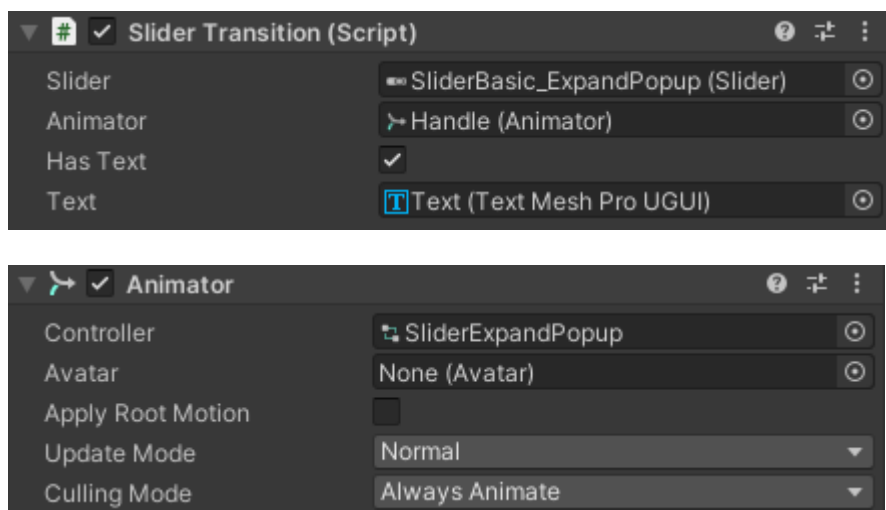 Slider Transition (Script)
Slider SliderBasic_ExpandPopup (Slider)
Animator Handle (Animator)
Has Text
Text Text (Text Mesh Pro UGUI)
Animator
Controller SliderExpandPopup
Avatar None (Avatar)
Apply Root Motion
Update Mode Normal
Culling Mode Always Animate